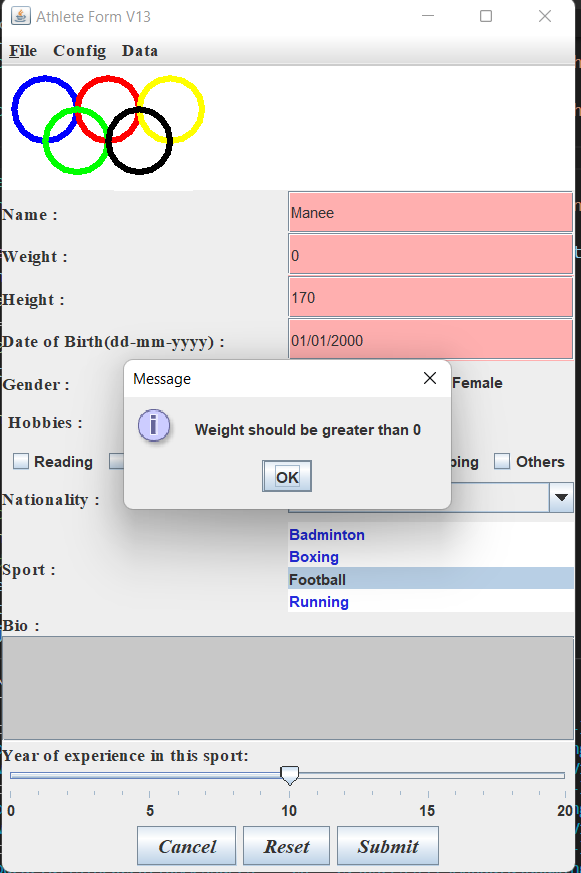 Athlete Form V13
File Config Data
Name : Manee
Weight : 0
Height : 170
Date of Birth(dd-mm-yyyy) : 01/01/2000
Gender : Female
Message
Weight should be greater than 0
OK
Hobbies :
Reading Others
Nationality :
Sport :
Badminton
Boxing
Football
Running
Bio :
Year of experience in this sport:
0 5 10 15 20
Cancel Reset Submit